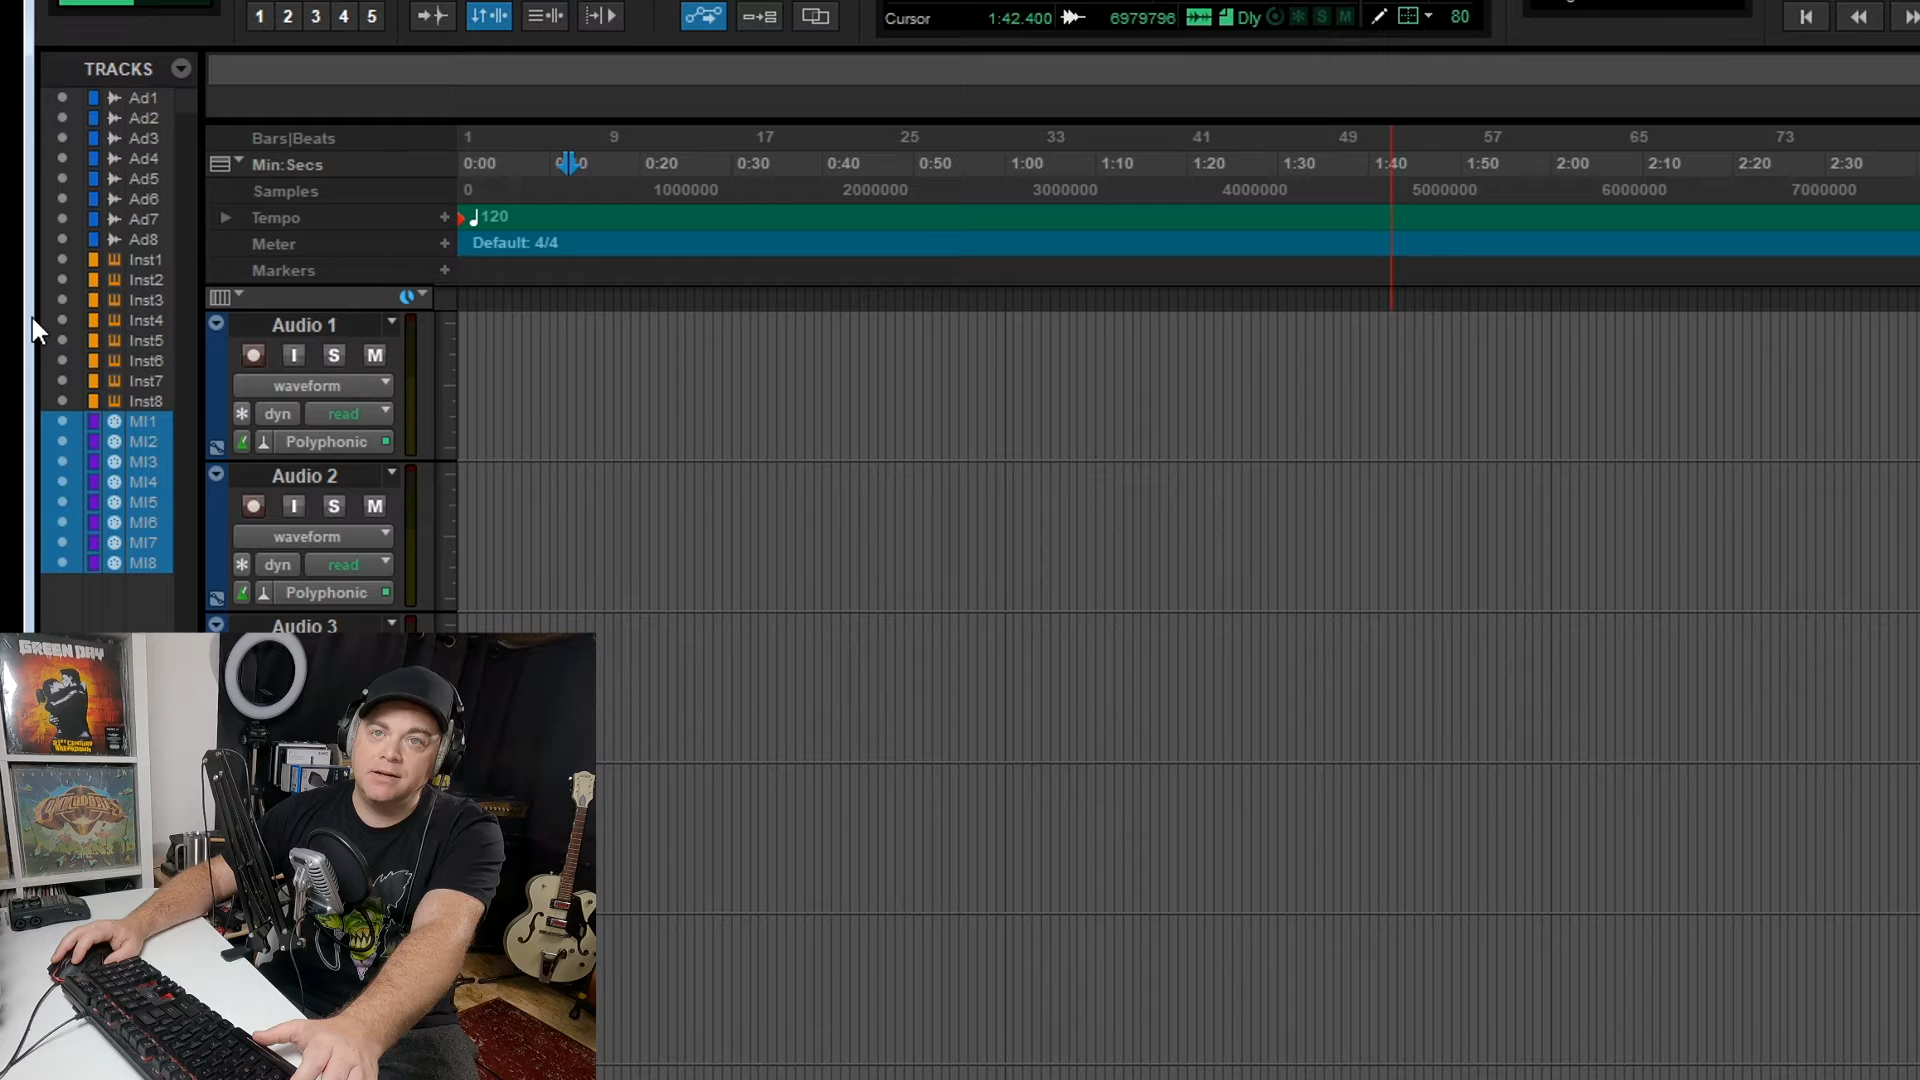 1 2 3 4 5
Cursor 1:42.400 6979796 Dly S M 80
TRACKS
Ad1
Ad2
Ad3
Ad4
Ad5
Ad6
Ad7
Ad8
Inst1
Inst2
Inst3
Inst4
Inst5
Inst6
Inst7
Inst8
MI1
MI2
MI3
MI4
MI5
MI6
MI7
MI8
Bars|Beats 1 9 17 25 33 41 49 57 65 73
Min:Secs 0:00 0:20 0:30 0:40 0:50 1:00 1:10 1:20 1:30 1:40 1:50 2:00 2:10 2:20 2:30
Samples 0 1000000 2000000 3000000 4000000 5000000 6000000 7000000
Tempo + 120
Meter + Default: 4/4
Markers +
Audio 1
I S M
waveform
dyn read
Polyphonic
Audio 2
I S M
waveform
dyn read
Polyphonic
Audio 3
GREEN DAY
21ST CENTURY
BREAKDOWN
COMMODORES